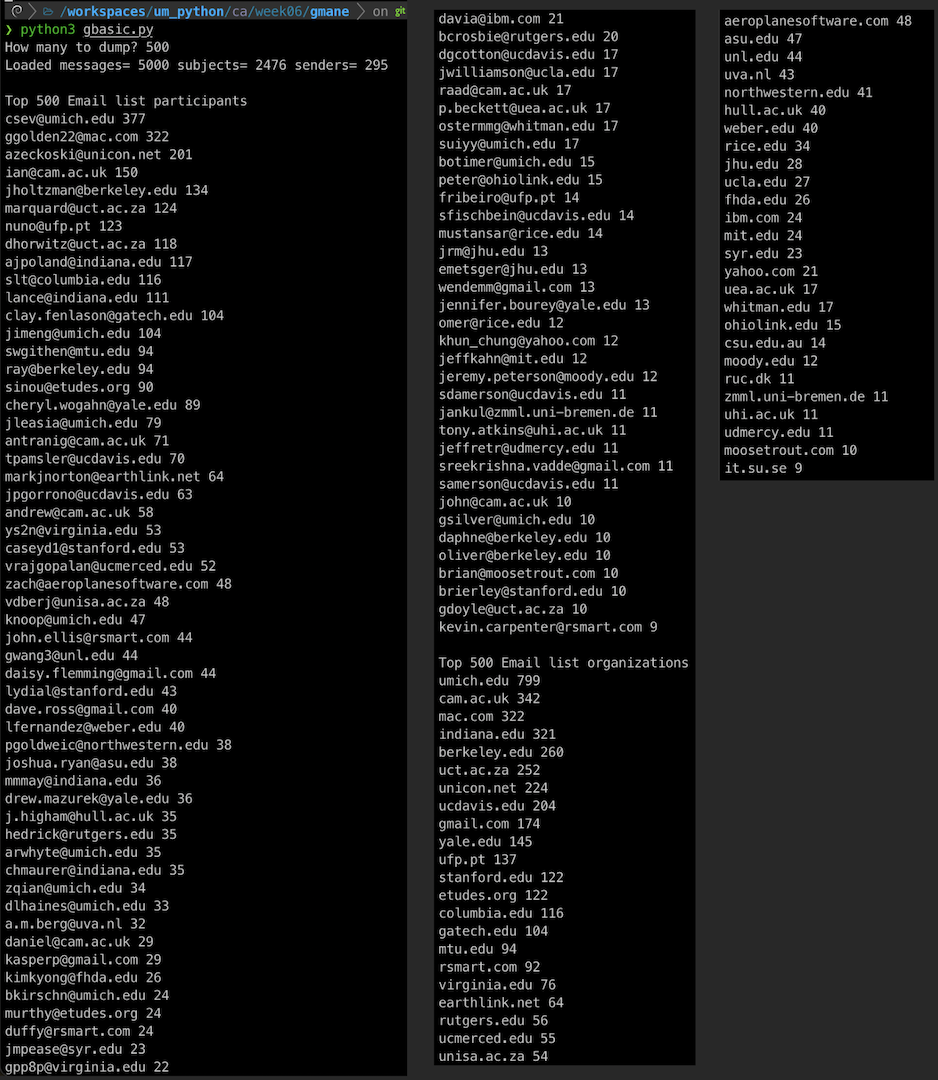 /workspaces/um_python/ca/week06/gmane on git
❯ python3 gbasic.py
How many to dump? 500
Loaded messages= 5000 subjects= 2476 senders= 295
Top 500 Email list participants
csev@umich.edu 377
ggolden22@mac.com 322
azeckoski@unicon.net 201
ian@cam.ac.uk 150
jholtzman@berkeley.edu 134
marquard@uct.ac.za 124
nuno@ufp.pt 123
dhorwitz@uct.ac.za 118
ajpoland@indiana.edu 117
slt@columbia.edu 116
lance@indiana.edu 111
clay.fenlason@gatech.edu 104
jimeng@umich.edu 104
swgithen@mtu.edu 94
ray@berkeley.edu 94
sinou@etudes.org 90
cheryl.wogahn@yale.edu 89
jleasia@umich.edu 79
antranig@cam.ac.uk 71
tpamsler@ucdavis.edu 70
markjnorton@earthlink.net 64
jpgorrono@ucdavis.edu 63
andrew@cam.ac.uk 58
ys2n@virginia.edu 53
caseyd1@stanford.edu 53
vrajgopalan@ucmerced.edu 52
zach@aeroplanesoftware.com 48
vdberj@unisa.ac.za 48
knoop@umich.edu 47
john.ellis@rsmart.com 44
gwang3@unl.edu 44
daisy.flemming@gmail.com 44
lydial@stanford.edu 43
dave.ross@gmail.com 40
lfernandez@weber.edu 40
pgoldweic@northwestern.edu 38
joshua.ryan@asu.edu 38
mmmay@indiana.edu 36
drew.mazurek@yale.edu 36
j.higham@hull.ac.uk 35
hedrick@rutgers.edu 35
arwhyte@umich.edu 35
chmaurer@indiana.edu 35
zqian@umich.edu 34
dlhaines@umich.edu 33
a.m.berg@uva.nl 32
daniel@cam.ac.uk 29
kasperp@gmail.com 29
kimkyong@fhda.edu 26
bkirschn@umich.edu 24
murthy@etudes.org 24
duffy@rsmart.com 24
jmpease@syr.edu 23
gpp8p@virginia.edu 22
davia@ibm.com 21
bcrosbie@rutgers.edu 20
dgcotton@ucdavis.edu 17
jwilliamson@ucla.edu 17
raad@cam.ac.uk 17
p.beckett@uea.ac.uk 17
ostermmg@whitman.edu 17
suiyy@umich.edu 17
botimer@umich.edu 15
peter@ohiolink.edu 15
fribeiro@ufp.pt 14
sfischbein@ucdavis.edu 14
mustansar@rice.edu 14
jrm@jhu.edu 13
emetsger@jhu.edu 13
wendemm@gmail.com 13
jennifer.bourey@yale.edu 13
omer@rice.edu 12
khun_chung@yahoo.com 12
jeffkahn@mit.edu 12
jeremy.peterson@moody.edu 12
sdamerson@ucdavis.edu 11
jankul@zmml.uni-bremen.de 11
tony.atkins@uhi.ac.uk 11
jeffretr@udmercy.edu 11
sreekrishna.vadde@gmail.com 11
samerson@ucdavis.edu 11
john@cam.ac.uk 10
gsilver@umich.edu 10
daphne@berkeley.edu 10
oliver@berkeley.edu 10
brian@moosetrout.com 10
brierley@stanford.edu 10
gdoyle@uct.ac.za 10
kevin.carpenter@rsmart.com 9
Top 500 Email list organizations
umich.edu 799
cam.ac.uk 342
mac.com 322
indiana.edu 321
berkeley.edu 260
uct.ac.za 252
unicon.net 224
ucdavis.edu 204
gmail.com 174
yale.edu 145
ufp.pt 137
stanford.edu 122
etudes.org 122
columbia.edu 116
gatech.edu 104
mtu.edu 94
rsmart.com 92
virginia.edu 76
earthlink.net 64
rutgers.edu 56
ucmerced.edu 55
unisa.ac.za 54
aeroplanesoftware.com 48
asu.edu 47
unl.edu 44
uva.nl 43
northwestern.edu 41
hull.ac.uk 40
weber.edu 40
rice.edu 34
jhu.edu 28
ucla.edu 27
fhda.edu 26
ibm.com 24
mit.edu 24
syr.edu 23
yahoo.com 21
uea.ac.uk 17
whitman.edu 17
ohiolink.edu 15
csu.edu.au 14
moody.edu 12
ruc.dk 11
zmml.uni-bremen.de 11
uhi.ac.uk 11
udmercy.edu 11
moosetrout.com 10
it.su.se 9